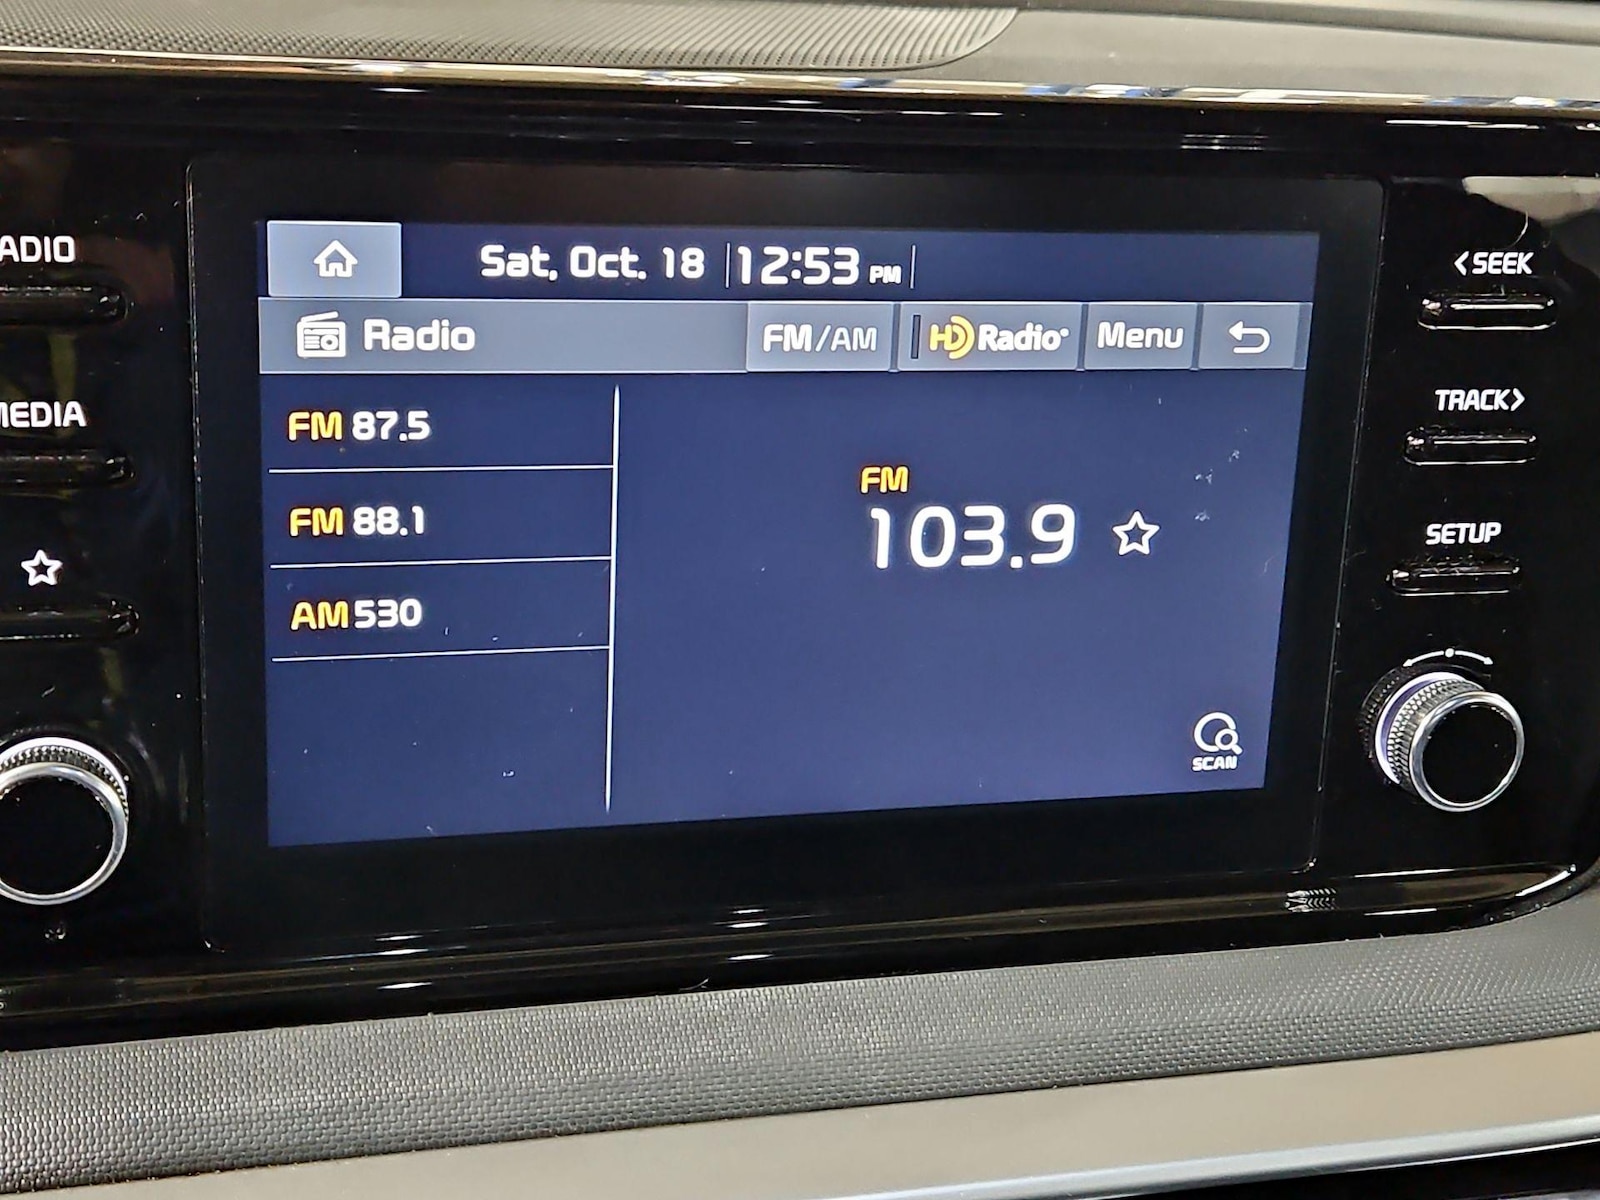 Sat, Oct. 18 12:53 PM
Radio FM/AM HD Radio Menu
FM 87.5
FM 88.1
AM 530
FM
103.9
SCAN
ADIO
MEDIA
<SEEK
TRACK>
SETUP